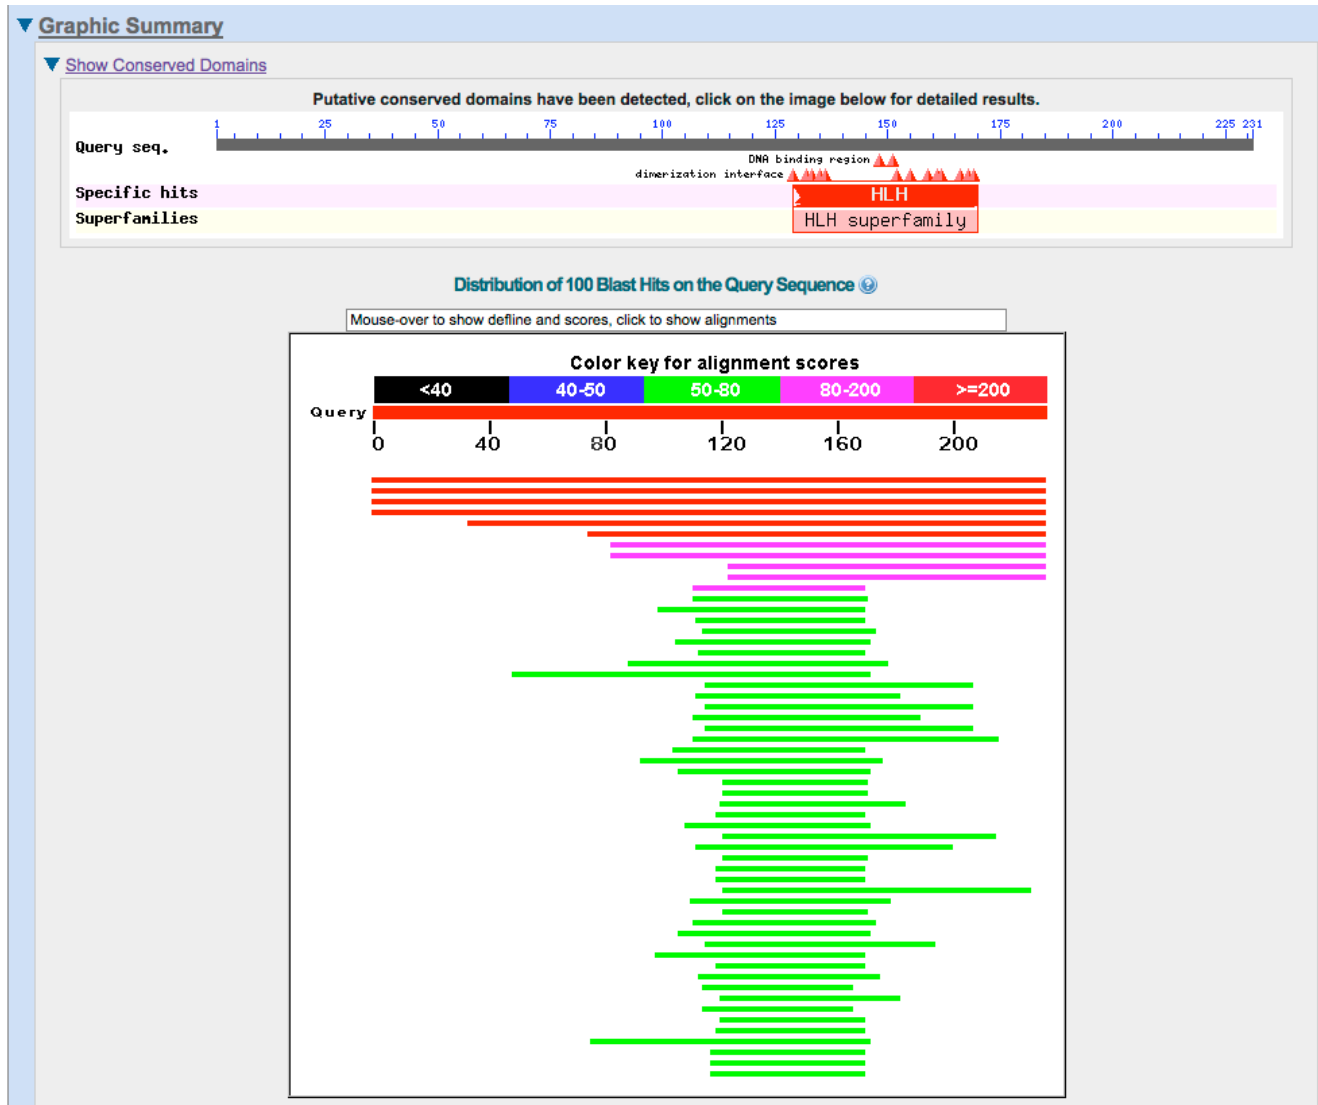 Graphic Summary
Show Conserved Domains
Putative conserved domains have been detected, click on the image below for detailed results.
1 25 50 75 100 125 150 175 200 225 231
Query seq.
DNA binding region
dimerization interface
Specific hits HLH
Superfamilies HLH superfamily
Distribution of 100 Blast Hits on the Query Sequence ?
Mouse-over to show defline and scores, click to show alignments
Color key for alignment scores
<40 40-50 50-80 80-200 >=200
Query
0 40 80 120 160 200